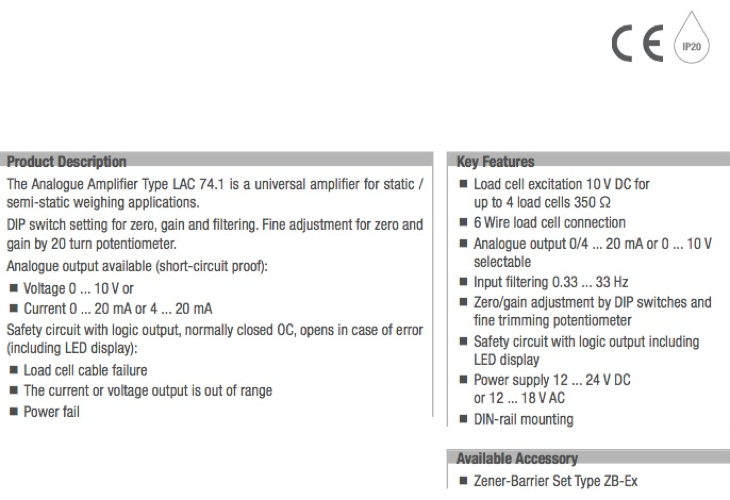 CE IP20
Product Description
The Analogue Amplifier Type LAC 74.1 is a universal amplifier for static /
semi-static weighing applications.
DIP switch setting for zero, gain and filtering. Fine adjustment for zero and
gain by 20 turn potentiometer.
Analogue output available (short-circuit proof):
■ Voltage 0 ... 10 V or
■ Current 0 ... 20 mA or 4 ... 20 mA
Safety circuit with logic output, normally closed OC, opens in case of error
(including LED display):
■ Load cell cable failure
■ The current or voltage output is out of range
■ Power fail
Key Features
■ Load cell excitation 10 V DC for
up to 4 load cells 350 Ω
■ 6 Wire load cell connection
■ Analogue output 0/4 ... 20 mA or 0 ... 10 V
selectable
■ Input filtering 0.33 ... 33 Hz
■ Zero/gain adjustment by DIP switches and
fine trimming potentiometer
■ Safety circuit with logic output including
LED display
■ Power supply 12 ... 24 V DC
or 12 ... 18 V AC
■ DIN-rail mounting
Available Accessory
■ Zener-Barrier Set Type ZB-Ex